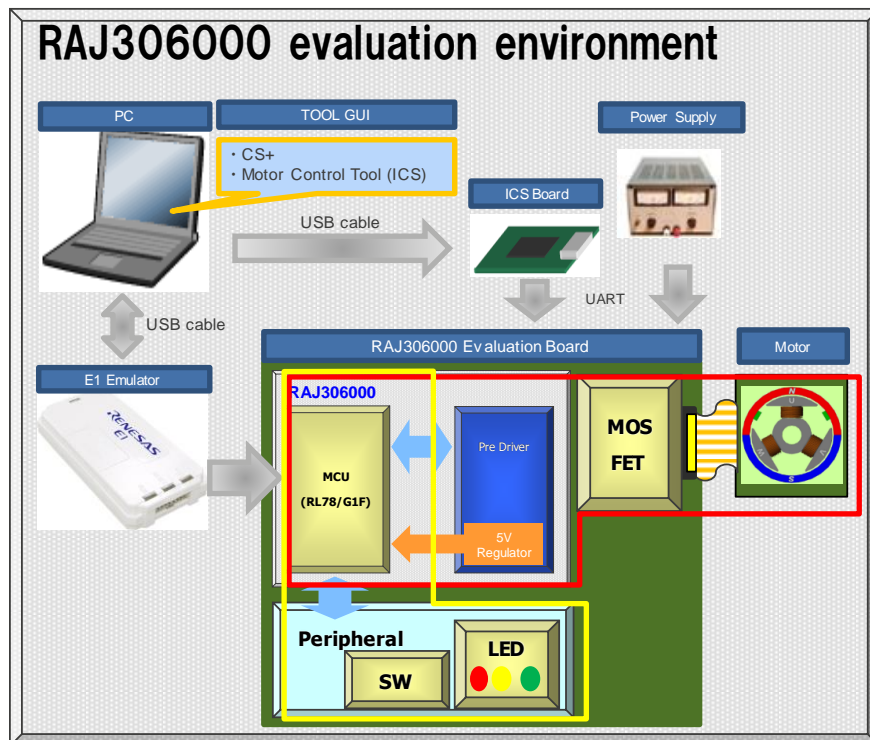 RAJ306000 evaluation environment
PC
TOOL GUI
Power Supply
・CS+
・Motor Control Tool (ICS)
ICS Board
USB cable
UART
USB cable
RAJ306000 Evaluation Board
Motor
E1 Emulator
RAJ306000
RENESAS
E1
MCU
(RL78/G1F)
Pre Driver
5V
Regulator
MOS
FET
N
U
V
W
S
Peripheral
SW
LED